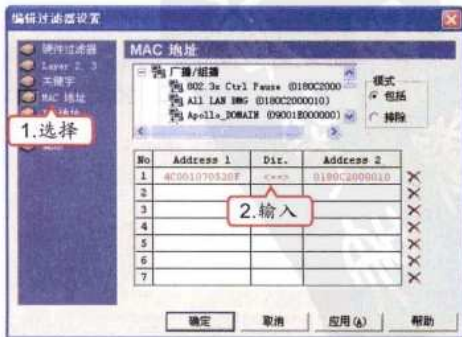 编辑过滤器设置
硬件过滤器
Layer 2, 3
关键字
MAC 地址
1.选择
MAC 地址
广播/组播
802.3x Ctrl Pause (0180C2000
All LAN BMG (0180C2000010)
Apollo_DOMAIN (09001E000000)
模式
包括
排除
No Address 1 Dir. Address 2
1 4C001070520F <==> 0180C2000010
2
2.输入
3
4
5
6
7
确定 取消 应用(A) 帮助